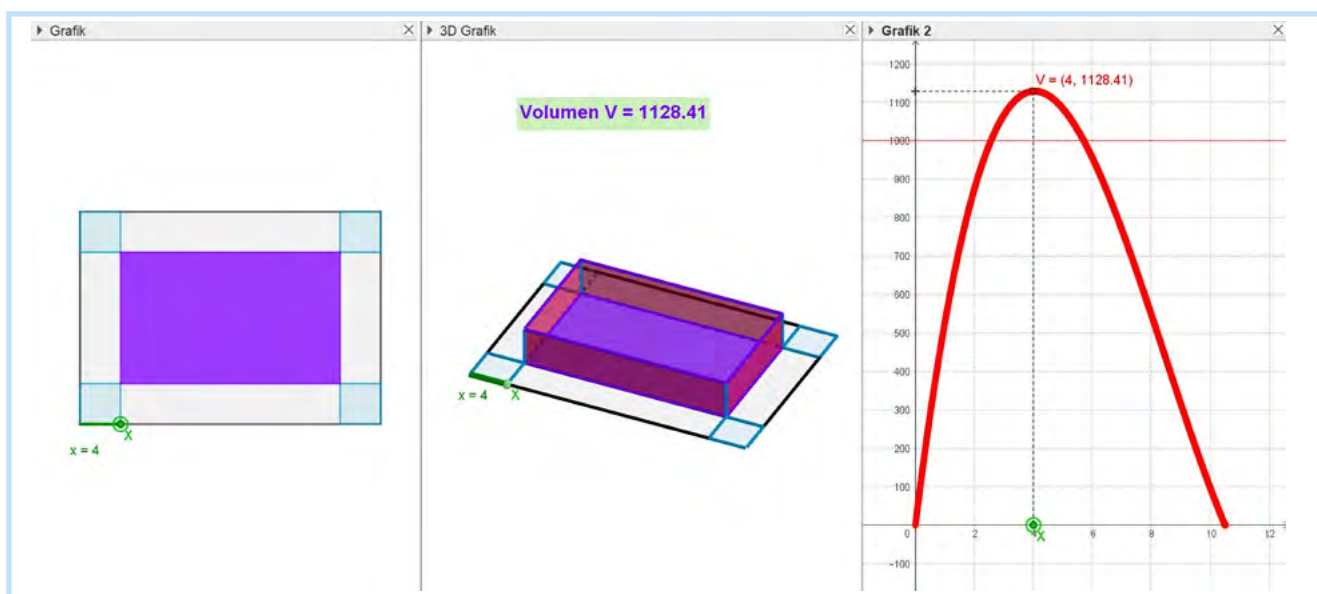 Grafik
x = 4
X
3D Grafik
Volumen V = 1128.41
x = 4
X
Grafik 2
V = (4, 1128.41)
1200
1100
1000
900
800
700
600
500
400
300
200
100
0
2
4
6
8
10
12
X
−100